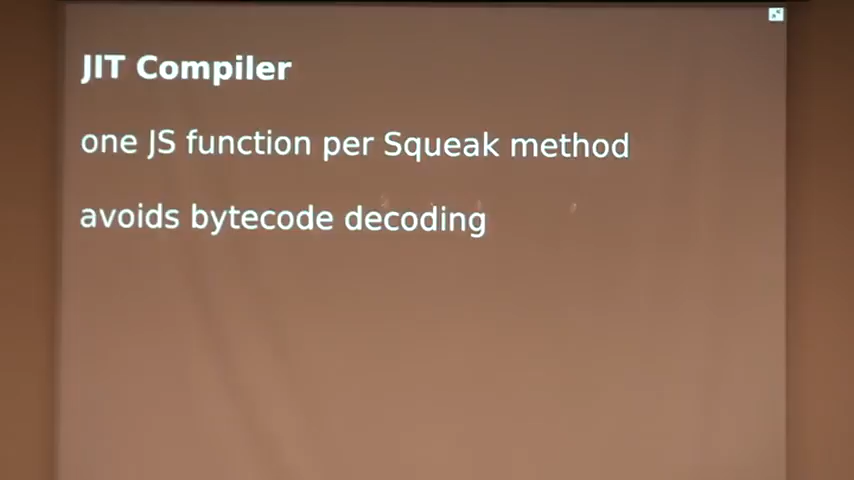 JIT Compiler
one JS function per Squeak method
avoids bytecode decoding